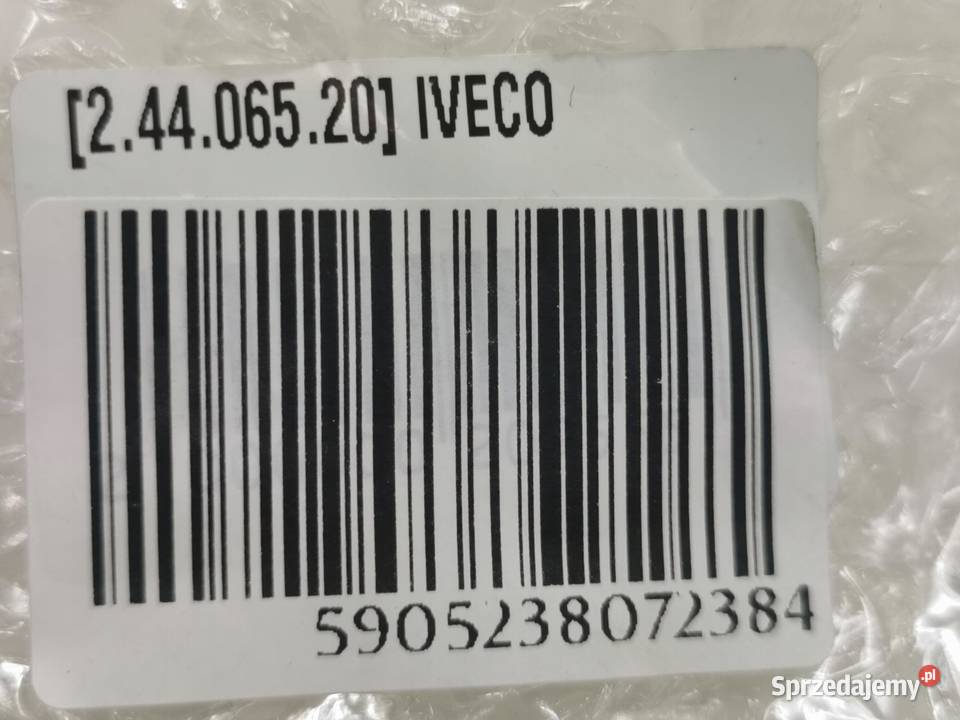 [2.44.065.20] IVECO
5905238072384
Sprzedajemy.pl